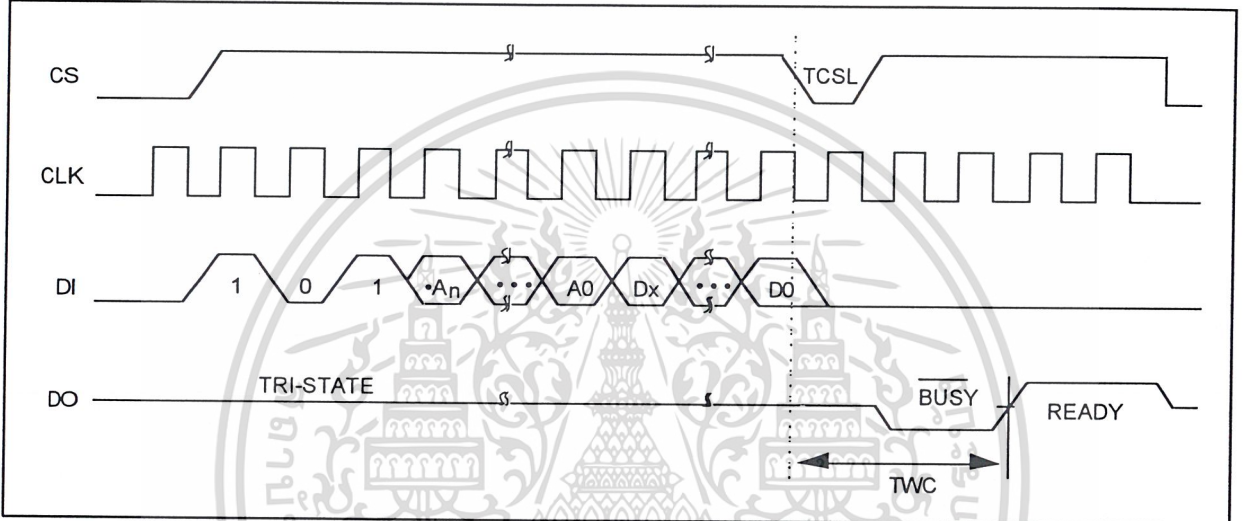 CS TCSL
CLK
DI 1 0 1 An ... A0 Dx ... D0
DO TRI-STATE BUSY READY
TWC